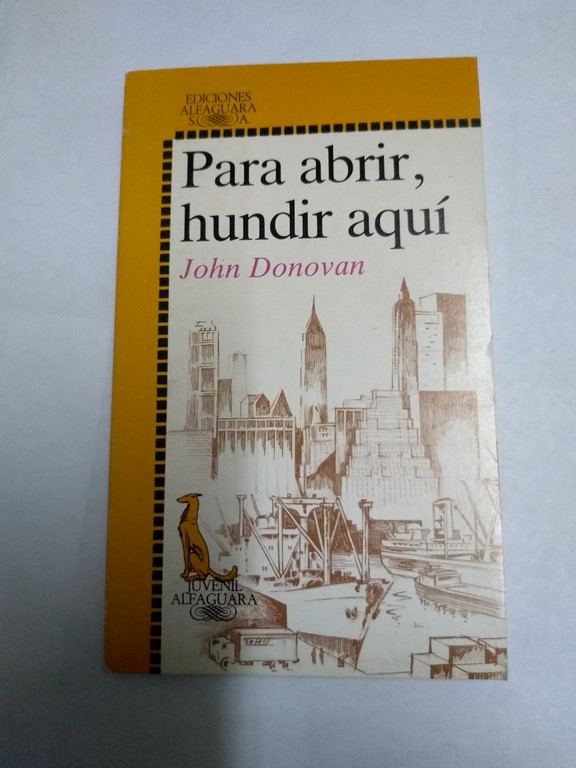 EDICIONES
ALFAGUARA
S. A.
Para abrir,
hundir aquí
John Donovan
JUVENIL
ALFAGUARA